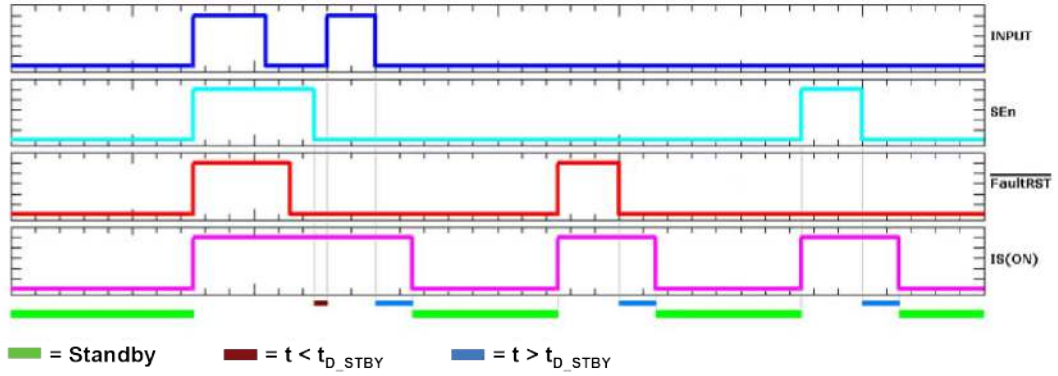 INPUT
SEn
FaultRST
IS(ON)
= Standby
= t < tD_STBY
= t > tD_STBY